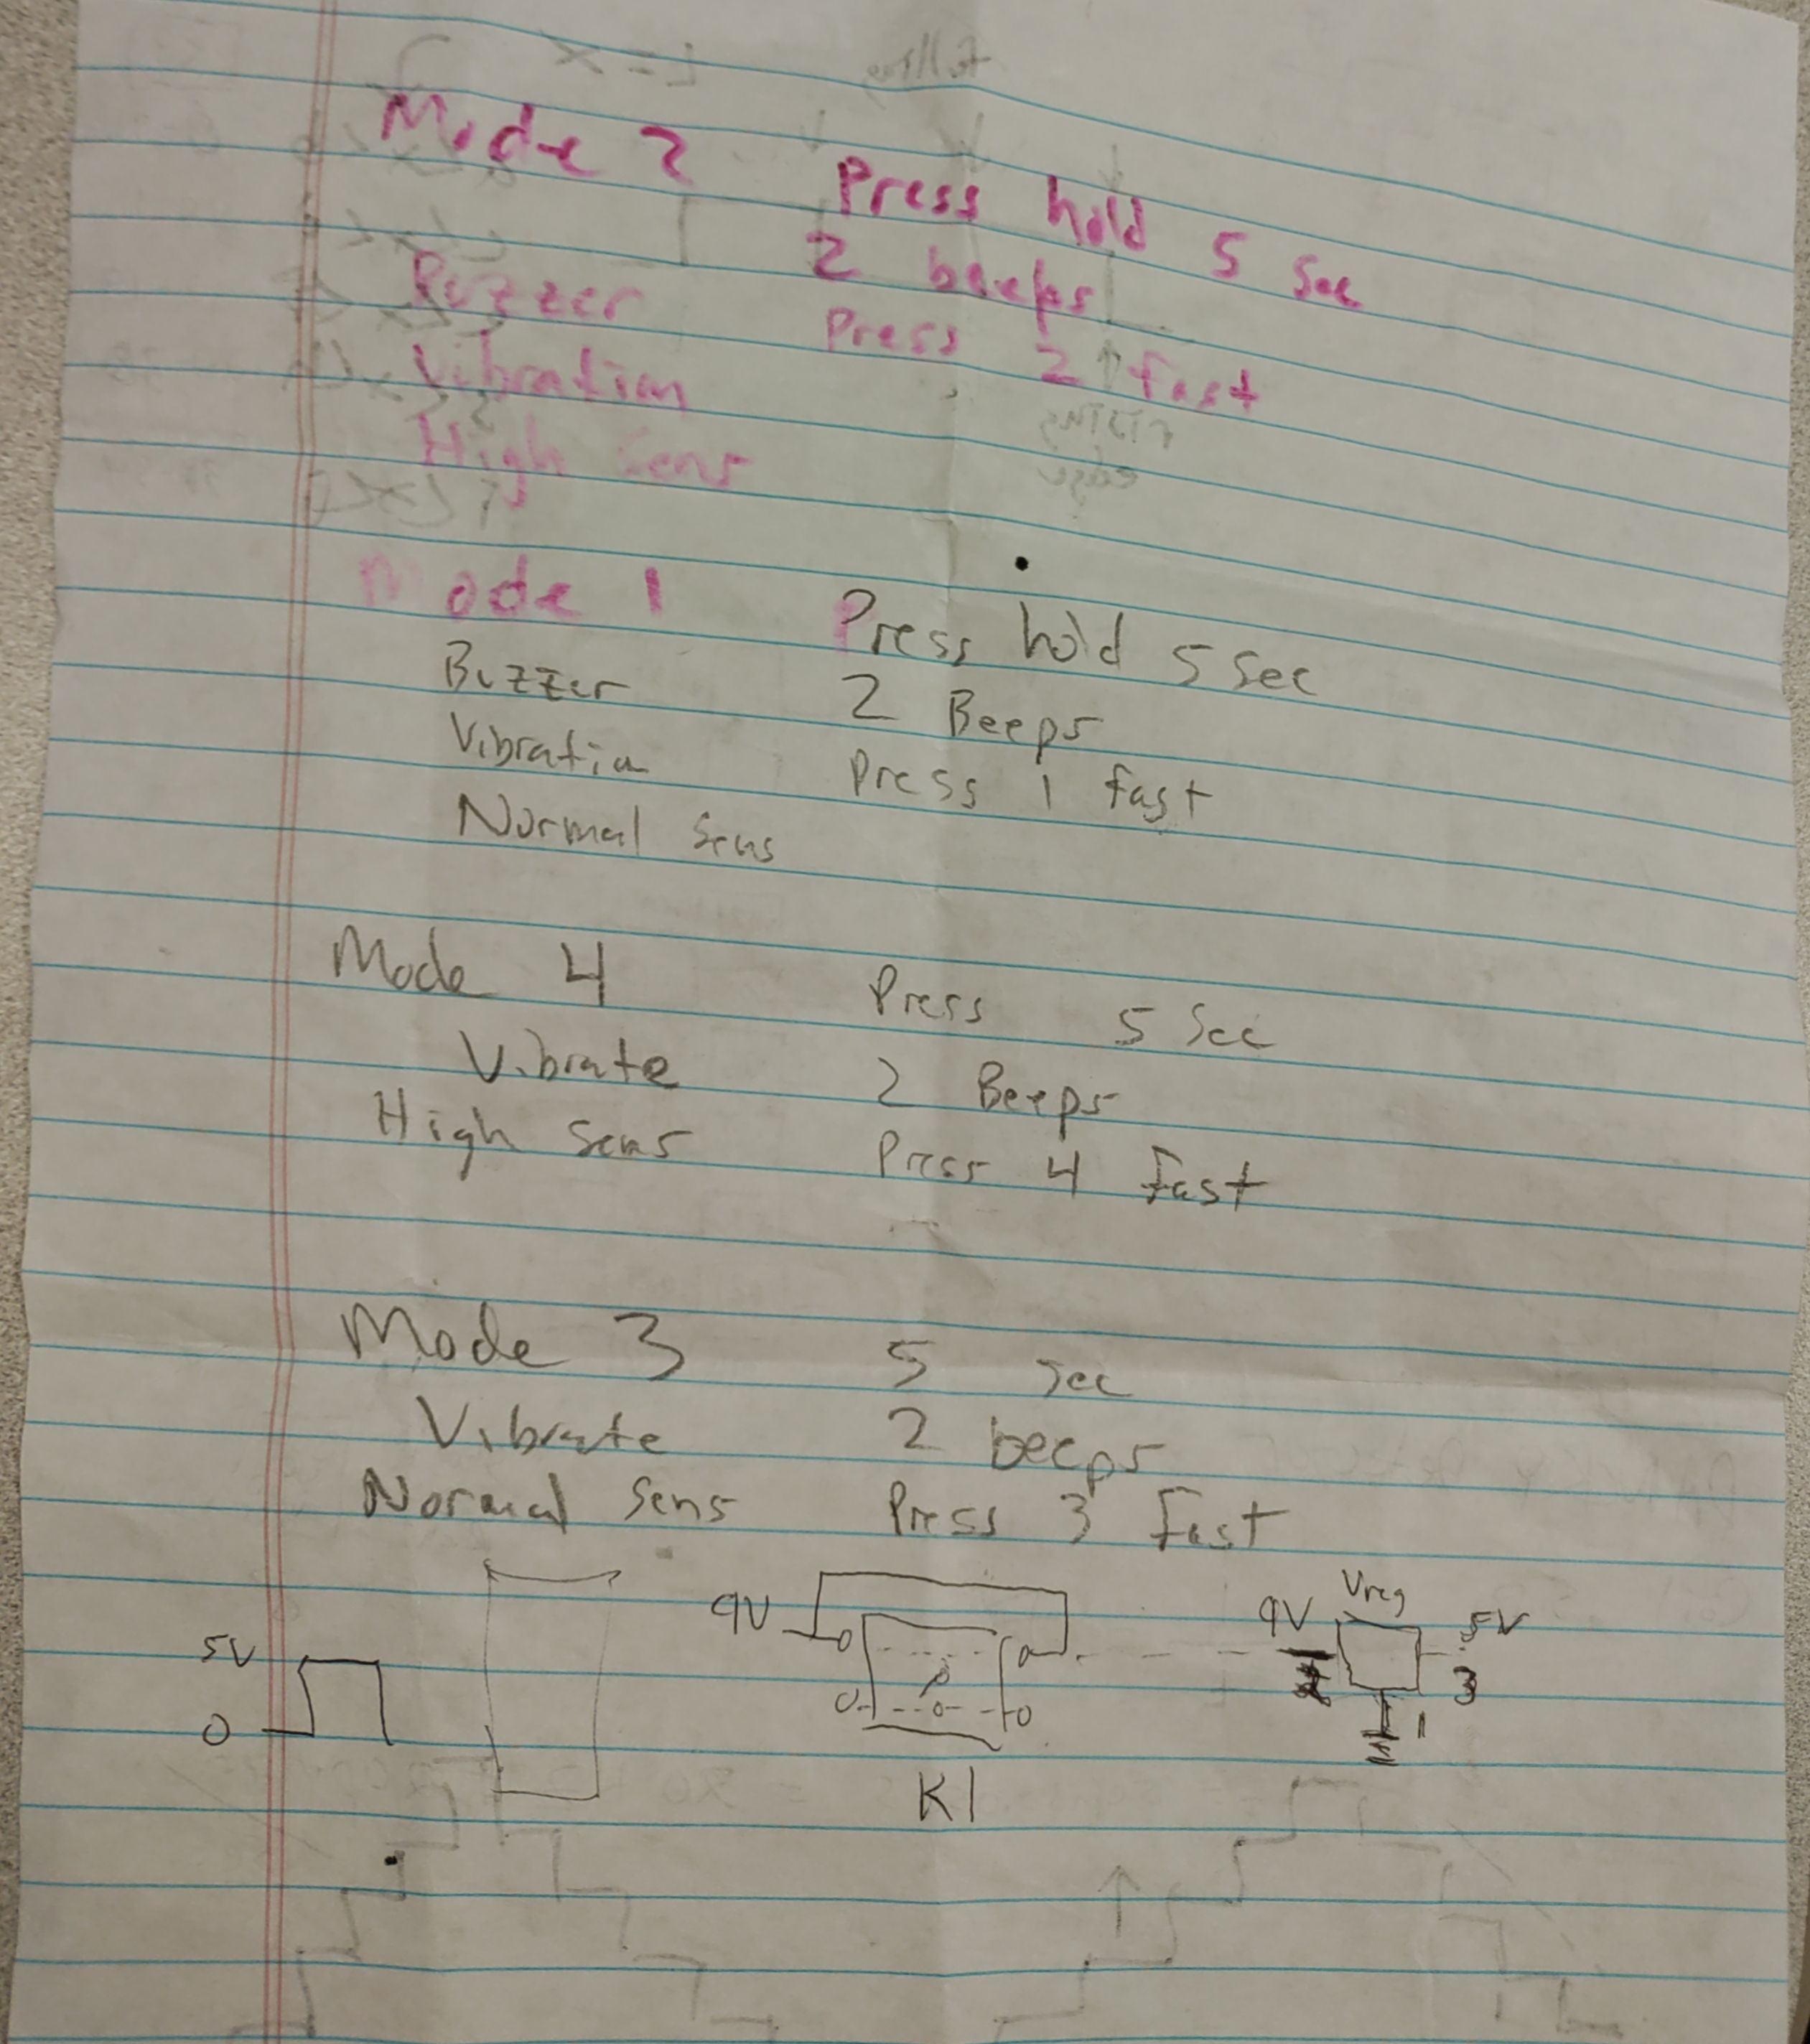 Mode 2 Press hold 5 Sec
2 beeps
Buzzer Press 2 fast
Vibration
High Sens
Mode 1 Press hold 5 Sec
Buzzer 2 Beeps
Vibration Press 1 fast
Normal Sens
Mode 4 Press 5 Sec
Vibrate 2 Beeps
High Sens Press 4 Fast
Mode 3 5 Sec
Vibrate 2 beeps
Normal Sens Press 3 Fast
9V 9V Vreg 5V
5V 3
0 1
K1